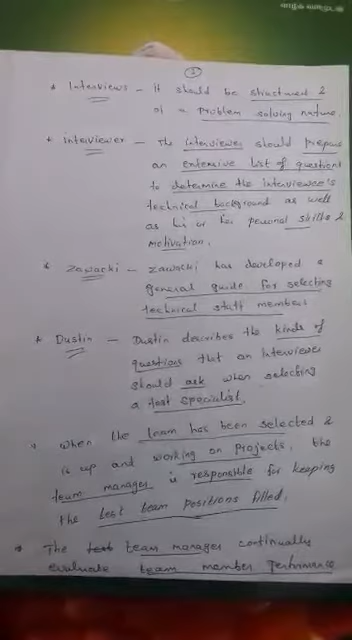 ②
* Interviews – It should be structured &
of a problem solving nature.
* interviewer – The interviewer should prepare
an extensive list of questions
to determine the interviewee's
technical background as well
as his or her personal skills &
motivation.
* Zawacki – Zawacki has developed a
general guide for selecting
technical staff members
* Dustin – Dustin describes the kinds of
questions that an interviewer
should ask when selecting
a test specialist.
* When the team has been selected &
is up and working on projects, the
team manager is responsible for keeping
the test team positions filled.
* The test team manager continually
evaluate team member performance